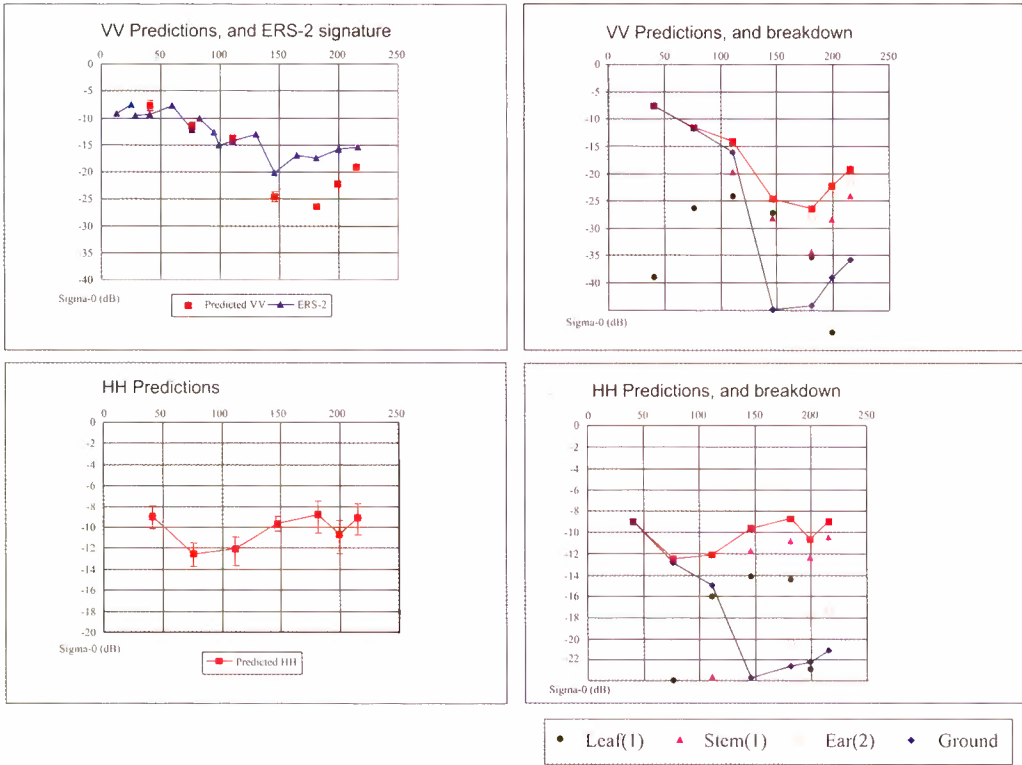 VV Predictions, and ERS-2 signature
0 50 100 150 200 250
0
-5
-10
-15
-20
-25
-30
-35
-40
Sigma-0 (dB)
Predicted VV ERS-2
VV Predictions, and breakdown
0 50 100 150 200 250
0
-5
-10
-15
-20
-25
-30
-35
-40
Sigma-0 (dB)
HH Predictions
0 50 100 150 200 250
0
-2
-4
-6
-8
-10
-12
-14
-16
-18
-20
Sigma-0 (dB)
Predicted HH
HH Predictions, and breakdown
0 50 100 150 200 250
0
-2
-4
-6
-8
-10
-12
-14
-16
-18
-20
-22
Sigma-0 (dB)
Leaf(1) Stem(1) Ear(2) Ground